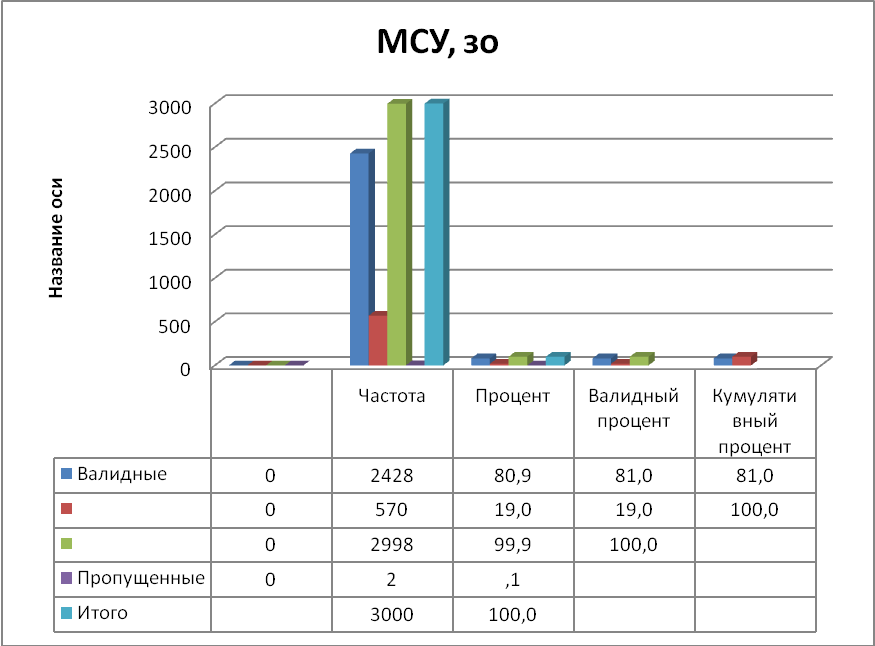 МСУ, зо
Название оси
3000
2500
2000
1500
1000
500
0
Частота Процент Валидный процент Кумуляти вный процент
Валидные 0 2428 80,9 81,0 81,0
0 570 19,0 19,0 100,0
0 2998 99,9 100,0
Пропущенные 0 2 ,1
Итого 3000 100,0